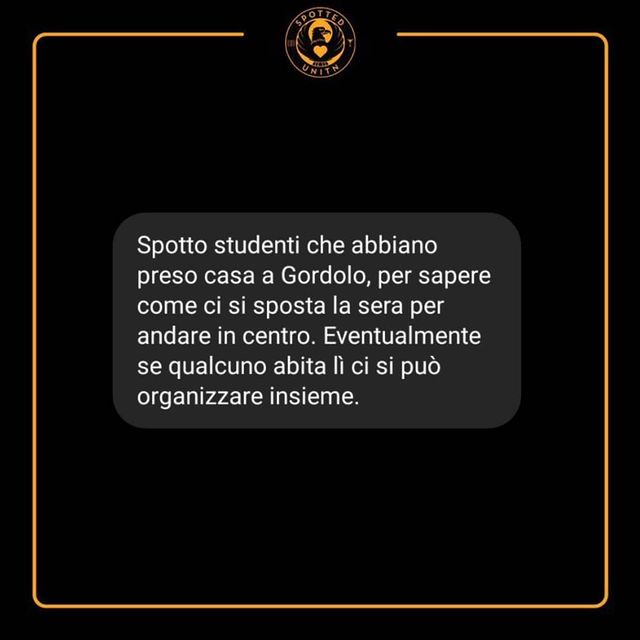 SPOTTED
UNITN
Spotto studenti che abbiano
preso casa a Gordolo, per sapere
come ci si sposta la sera per
andare in centro. Eventualmente
se qualcuno abita lì ci si può
organizzare insieme.